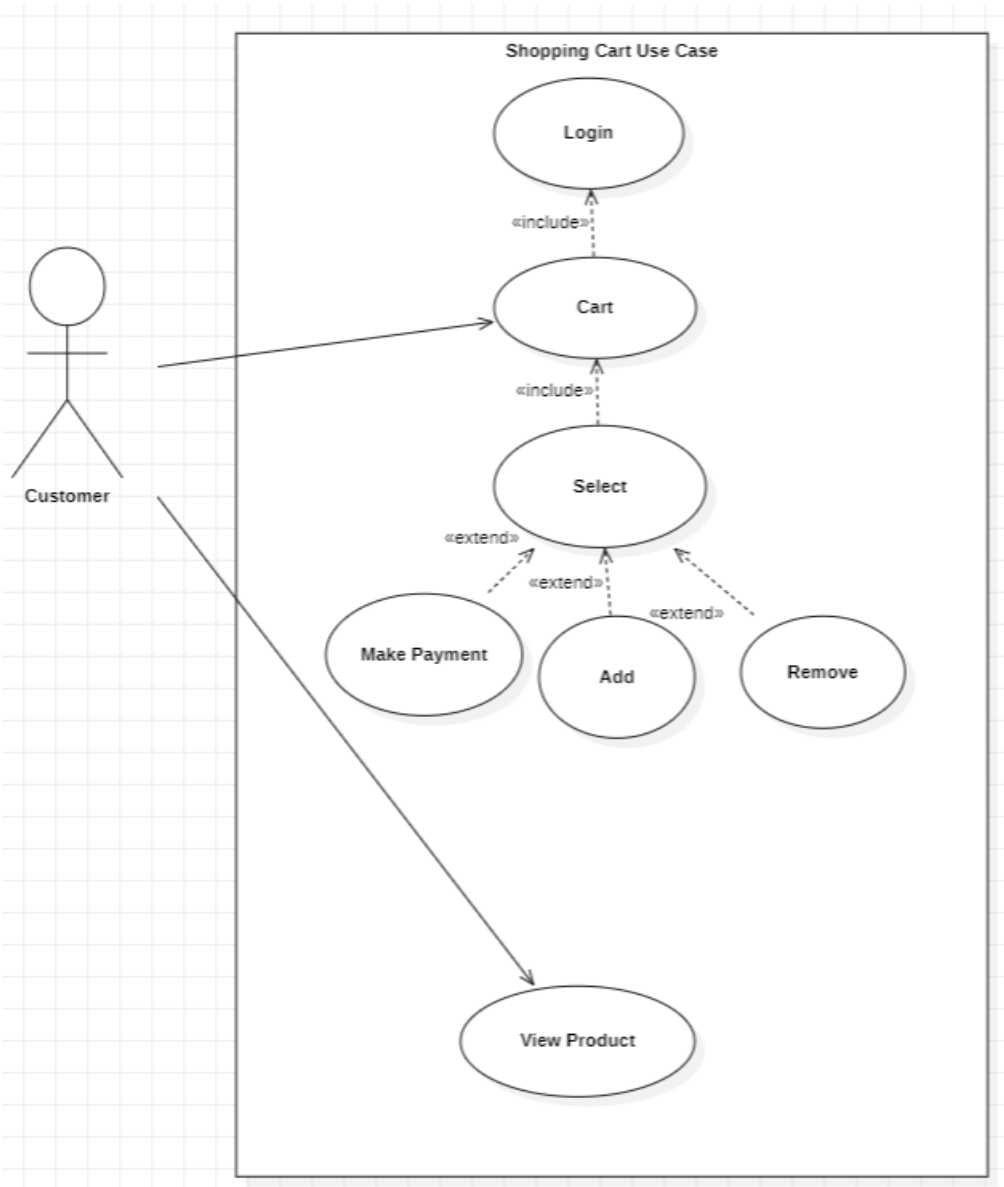 Shopping Cart Use Case
Login
«include»
Cart
«include»
Select
Customer
«extend»
«extend»
«extend»
Make Payment
Add
Remove
View Product